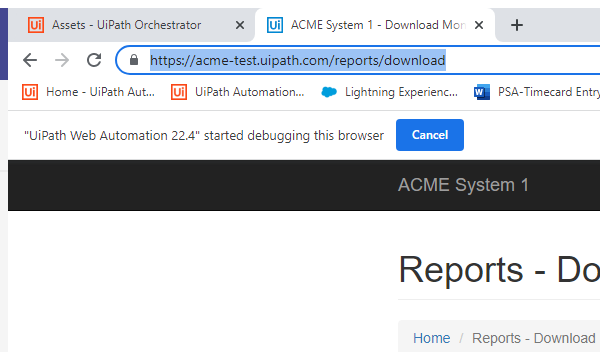 Ui Assets - UiPath Orchestrator
Ui ACME System 1 - Download Mon
https://acme-test.uipath.com/reports/download
Ui Home - UiPath Aut...
Ui UiPath Automation...
Lightning Experienc...
W PSA-Timecard Entry
"UiPath Web Automation 22.4" started debugging this browser
Cancel
ACME System 1
Reports - Do
Home / Reports - Download